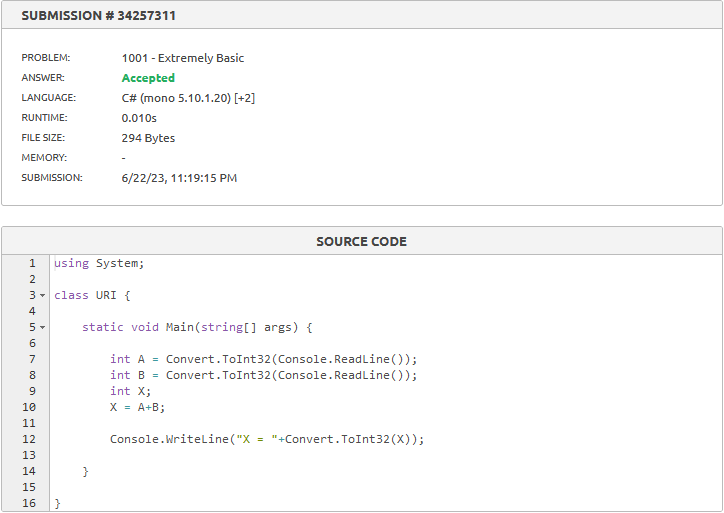 SUBMISSION # 34257311
PROBLEM: 1001 - Extremely Basic
ANSWER: Accepted
LANGUAGE: C# (mono 5.10.1.20) [+2]
RUNTIME: 0.010s
FILE SIZE: 294 Bytes
MEMORY: -
SUBMISSION: 6/22/23, 11:19:15 PM
SOURCE CODE
1 using System;
2
3 class URI {
4
5     static void Main(string[] args) {
6
7         int A = Convert.ToInt32(Console.ReadLine());
8         int B = Convert.ToInt32(Console.ReadLine());
9         int X;
10         X = A+B;
11
12         Console.WriteLine("X = "+Convert.ToInt32(X));
13
14     }
15
16 }